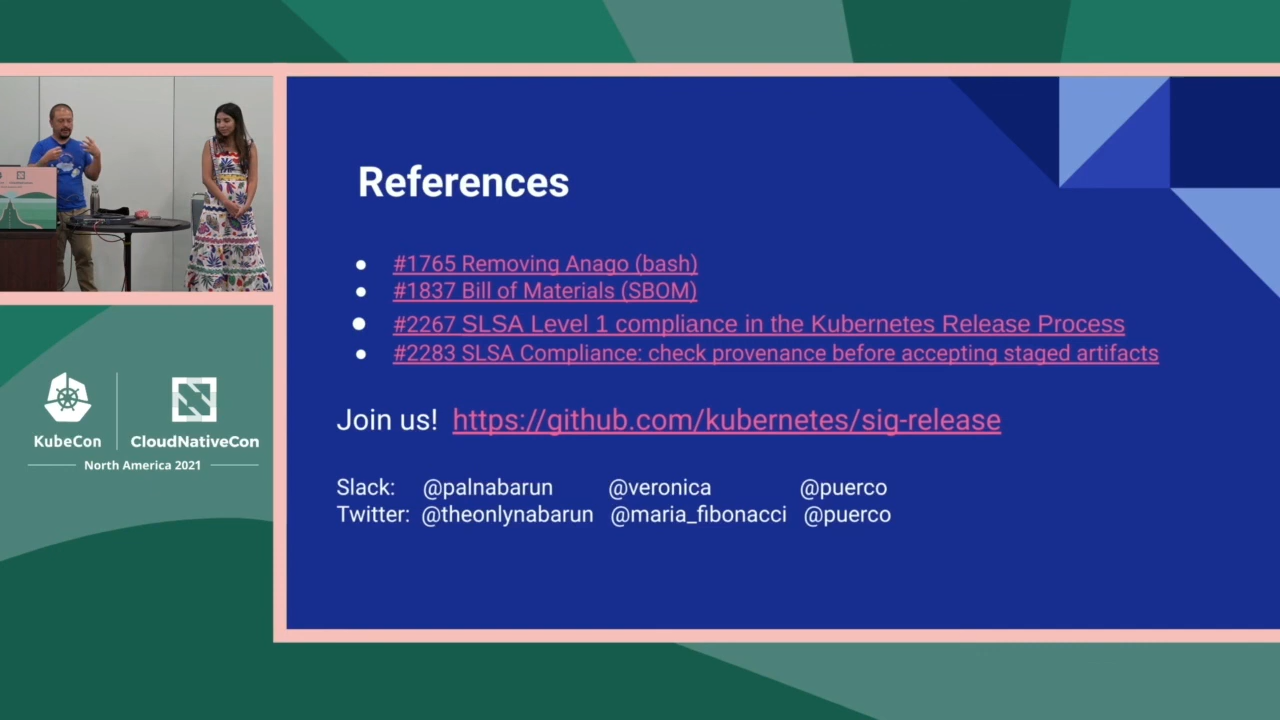 References
#1765 Removing Anago (bash)
#1837 Bill of Materials (SBOM)
#2267 SLSA Level 1 compliance in the Kubernetes Release Process
#2283 SLSA Compliance: check provenance before accepting staged artifacts
Join us! https://github.com/kubernetes/sig-release
Slack: @palnabarun @veronica @puerco
Twitter: @theonlynabarun @maria_fibonacci @puerco
KubeCon
CloudNativeCon
North America 2021